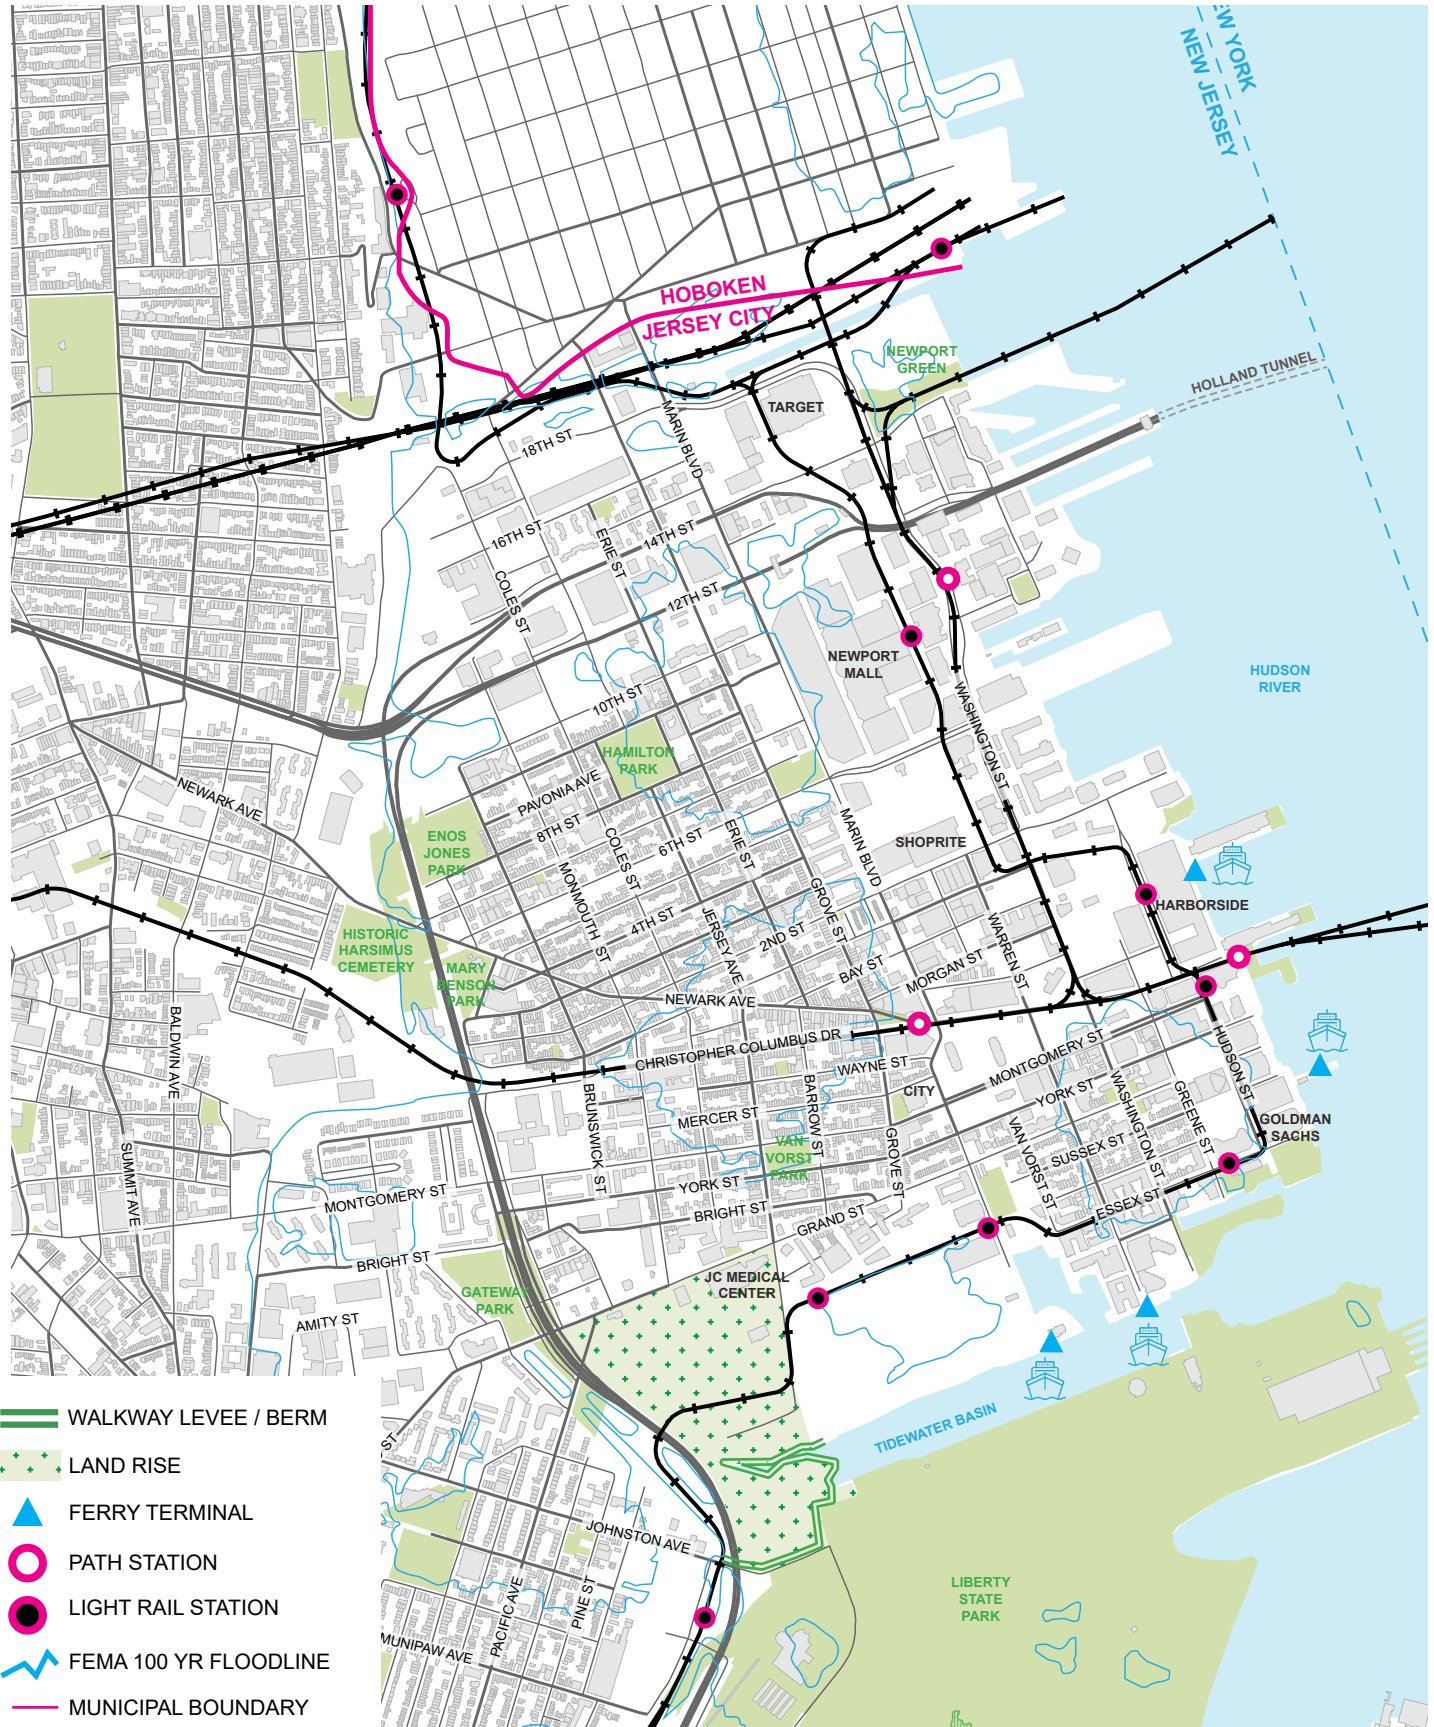 NEW YORK
NEW JERSEY
HOBOKEN
JERSEY CITY
NEWPORT
GREEN
HOLLAND TUNNEL
TARGET
MARIN BLVD
18TH ST
16TH ST
ERIE ST
14TH ST
COLES ST
12TH ST
NEWPORT
MALL
HUDSON
RIVER
10TH ST
WASHINGTON ST
HAMILTON
PARK
NEWARK AVE
PAVONIA AVE
8TH ST
ENOS
JONES
PARK
COLES ST
6TH ST
ERIE ST
MARIN BLVD
SHOPRITE
MONMOUTH ST
GROVE ST
HARBORSIDE
4TH ST
JERSEY AVE
2ND ST
WARREN ST
HISTORIC
HARSIMUS
CEMETERY
MARY
BENSON
PARK
BAY ST
MORGAN ST
NEWARK AVE
BALDWIN AVE
CHRISTOPHER COLUMBUS DR
WAYNE ST
MONTGOMERY ST
HUDSON ST
CITY
YORK ST
BRUNSWICK ST
BARROW ST
MERCER ST
WASHINGTON ST
GREENE ST
GOLDMAN
SACHS
SUMMIT AVE
VAN
VORST
PARK
GROVE ST
VAN VORST ST
SUSSEX ST
MONTGOMERY ST
YORK ST
BRIGHT ST
GRAND ST
ESSEX ST
BRIGHT ST
GATEWAY
PARK
JC MEDICAL
CENTER
AMITY ST
TIDEWATER BASIN
ST
JOHNSTON AVE
PACIFIC AVE
PINE ST
MUNIPAW AVE
LIBERTY
STATE
PARK
WALKWAY LEVEE / BERM
LAND RISE
FERRY TERMINAL
PATH STATION
LIGHT RAIL STATION
FEMA 100 YR FLOODLINE
MUNICIPAL BOUNDARY